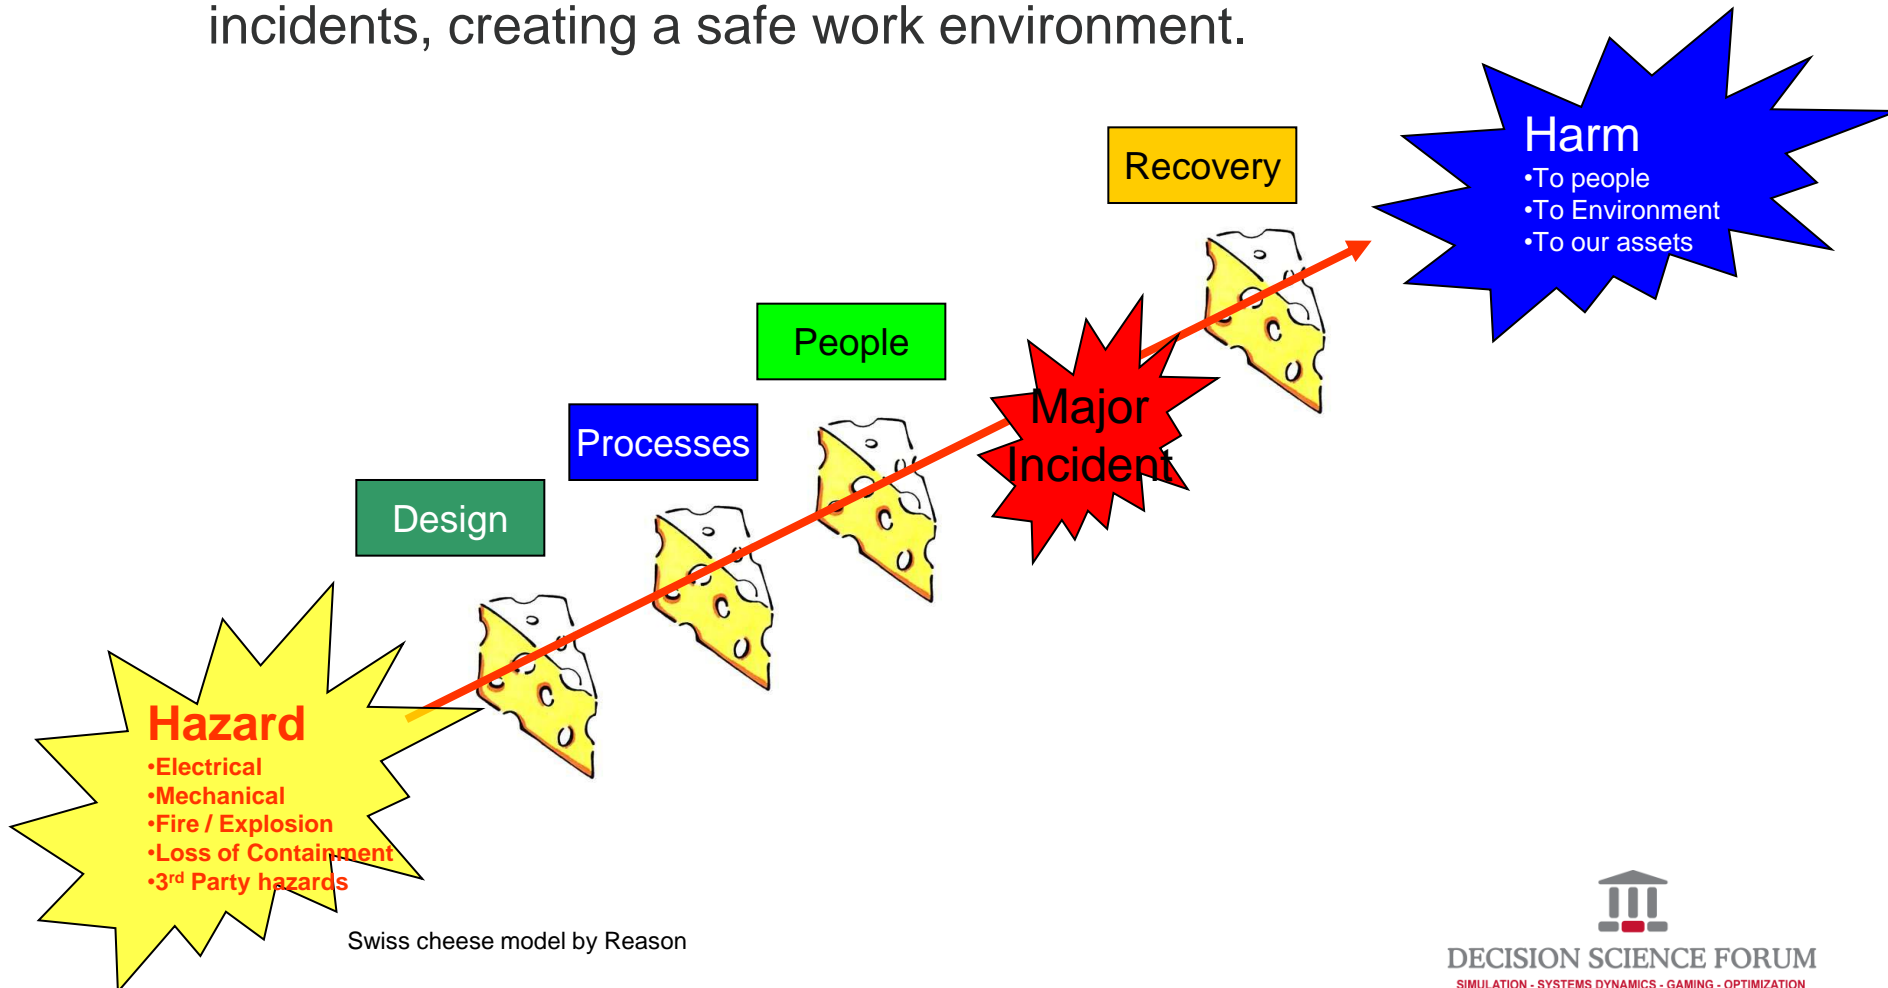 incidents, creating a safe work environment.
Recovery
Harm
•To people
•To Environment
•To our assets
People
Major
Incident
Processes
Design
Hazard
•Electrical
•Mechanical
•Fire / Explosion
•Loss of Containment
•3rd Party hazards
Swiss cheese model by Reason
DECISION SCIENCE FORUM
SIMULATION - SYSTEMS DYNAMICS - GAMING - OPTIMIZATION